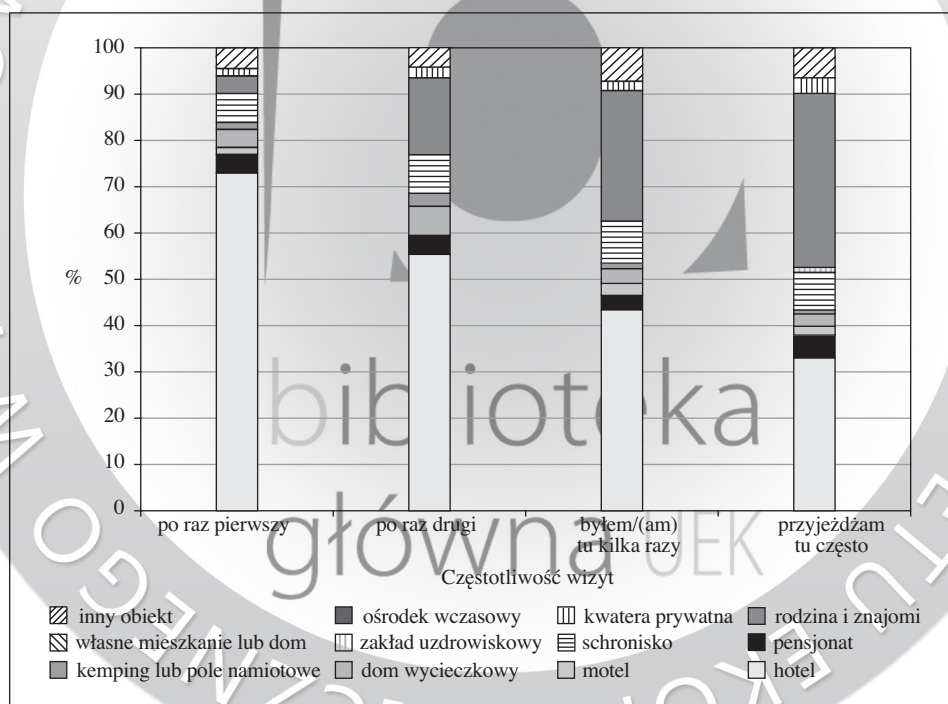 100
90
80
70
60
%
50
40
30
20
10
0
po raz pierwszy
po raz drugi
byłem/(am)
tu kilka razy
przyjeżdżam
tu często
Częstotliwość wizyt
inny obiekt
ośrodek wczasowy
kwatera prywatna
rodzina i znajomi
własne mieszkanie lub dom
zakład uzdrowiskowy
schronisko
pensjonat
kemping lub pole namiotowe
dom wycieczkowy
motel
hotel
biblioteka
główna UEK